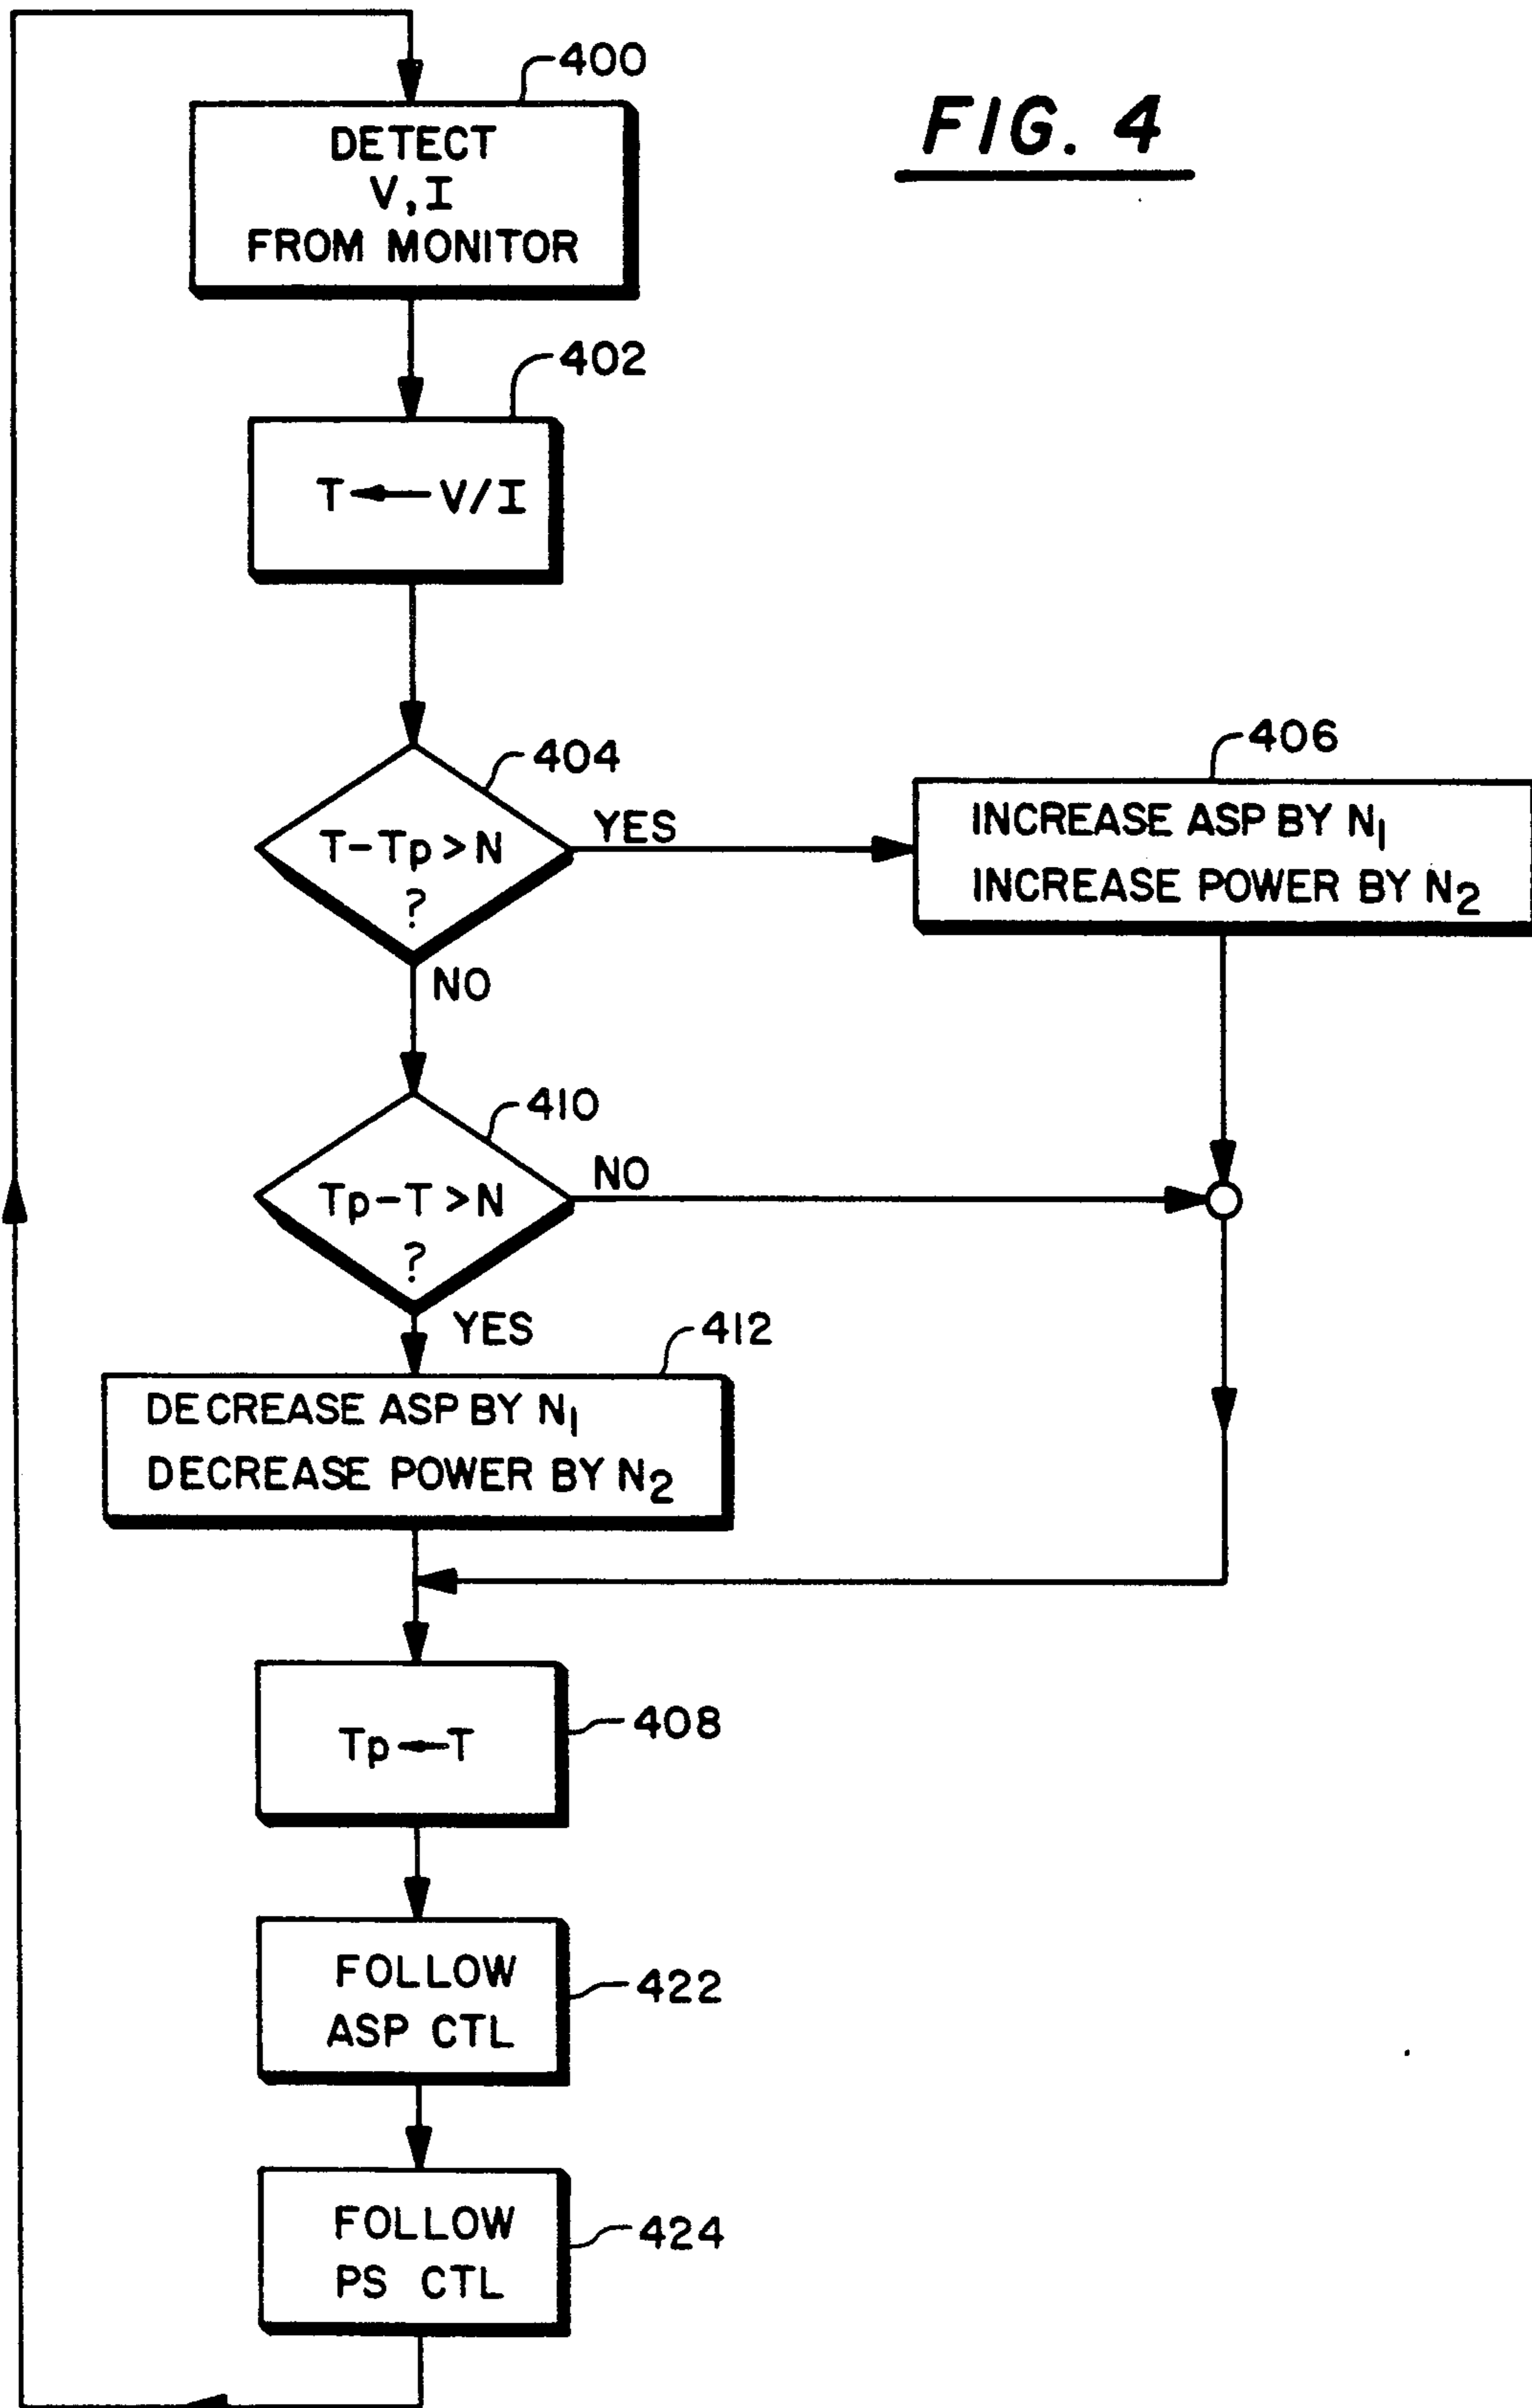 FIG. 4
400
DETECT
V, I
FROM MONITOR
402
T ← V/I
404
T-Tp > N
?
YES
NO
406
INCREASE ASP BY N1
INCREASE POWER BY N2
410
Tp-T > N
?
NO
YES
412
DECREASE ASP BY N1
DECREASE POWER BY N2
408
Tp ← T
422
FOLLOW
ASP CTL
424
FOLLOW
PS CTL